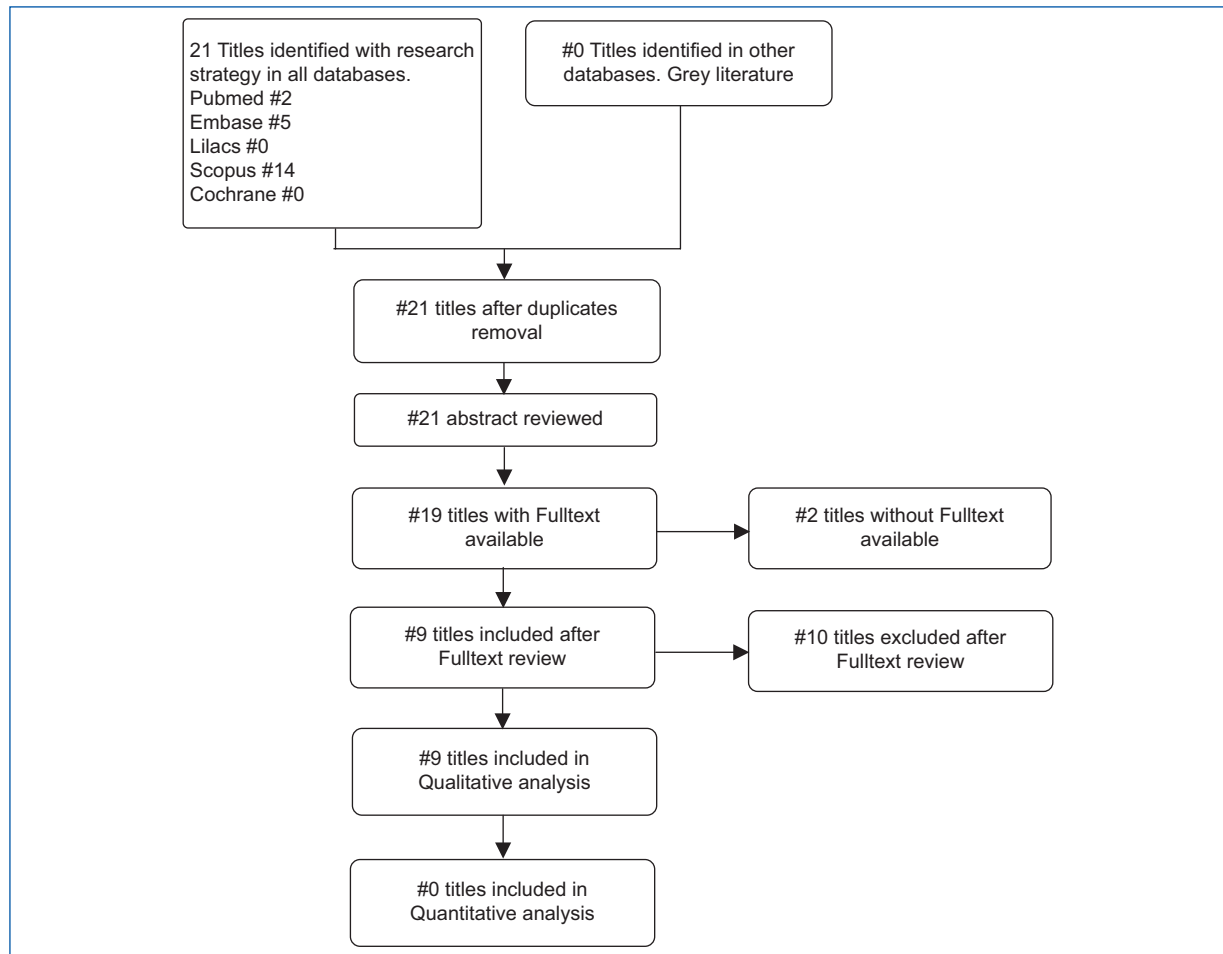 21 Titles identified with research
strategy in all databases.
Pubmed #2
Embase #5
Lilacs #0
Scopus #14
Cochrane #0
#0 Titles identified in other
databases. Grey literature
#21 titles after duplicates
removal
#21 abstract reviewed
#19 titles with Fulltext
available
#2 titles without Fulltext
available
#9 titles included after
Fulltext review
#10 titles excluded after
Fulltext review
#9 titles included in
Qualitative analysis
#0 titles included in
Quantitative analysis